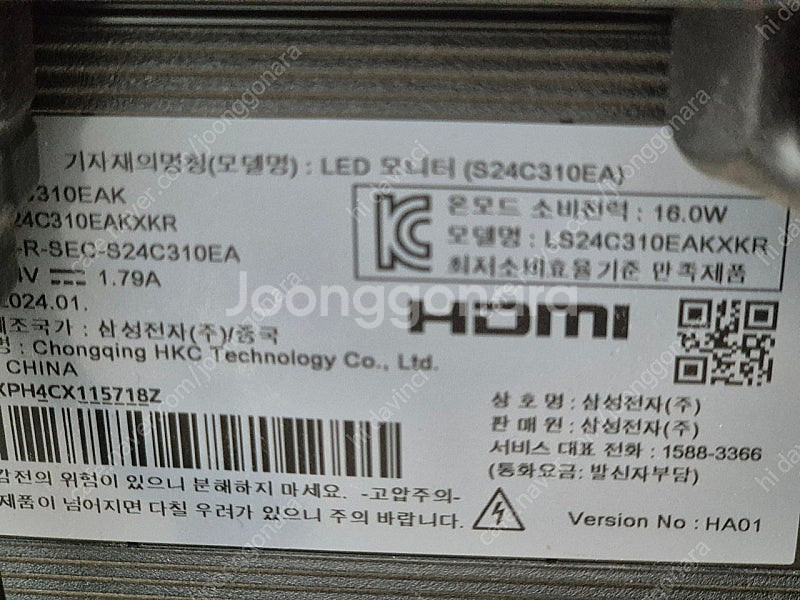 기자재의명칭(모델명) : LED 모니터 (S24C310EA)
310EAK
24C310EAKXKR
-R-SEC-S24C310EA
V 1.79A
2024.01.
제조국가 : 삼성전자(주)/중국
명 : Chongqing HKC Technology Co., Ltd.
CHINA
XPH4CX115718Z
온모드 소비전력 : 16.0W
모델명 : LS24C310EAKXKR
최저소비효율기준 만족제품
HDMI
상 호 명 : 삼성전자(주)
판 매 원 : 삼성전자(주)
서비스 대표 전화 : 1588-3366
(통화요금: 발신자부담)
감전의 위험이 있으니 분해하지 마세요. -고압주의-
제품이 넘어지면 다칠 우려가 있으니 주의 바랍니다.
Version No : HA01
Joonggonara